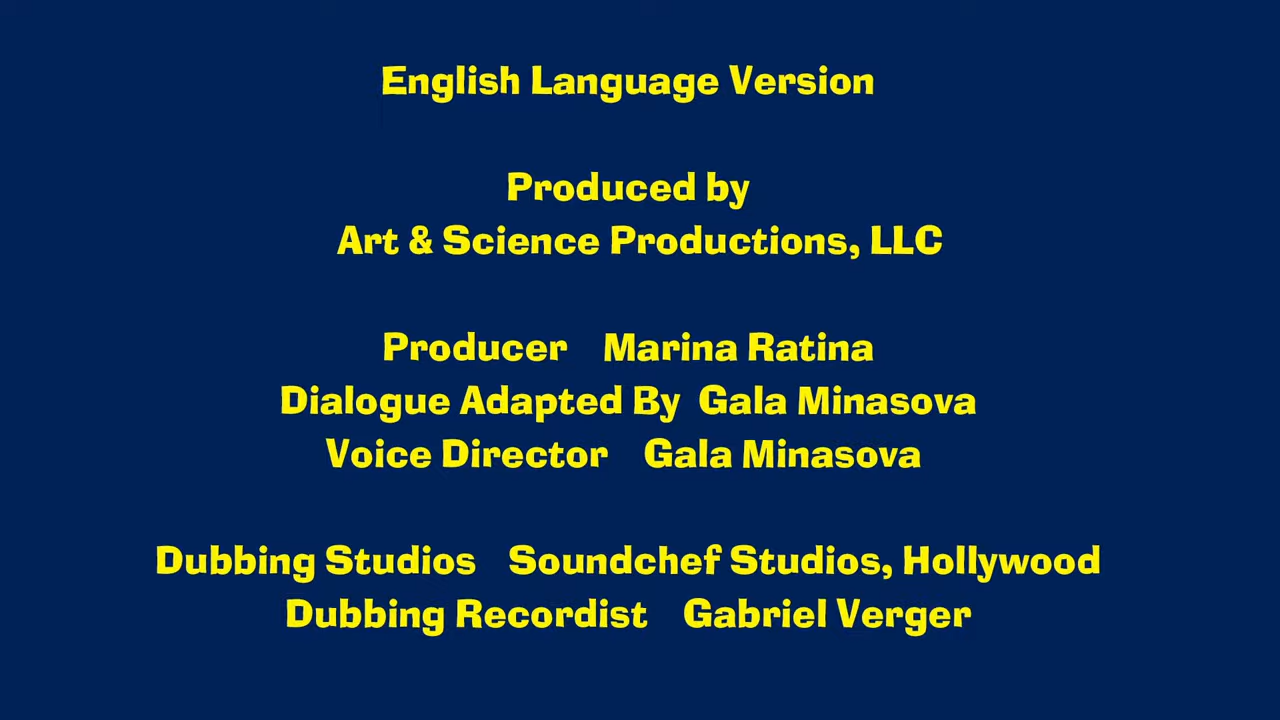 English Language Version
Produced by
Art & Science Productions, LLC
Producer Marina Ratina
Dialogue Adapted By Gala Minasova
Voice Director Gala Minasova
Dubbing Studios Soundchef Studios, Hollywood
Dubbing Recordist Gabriel Verger